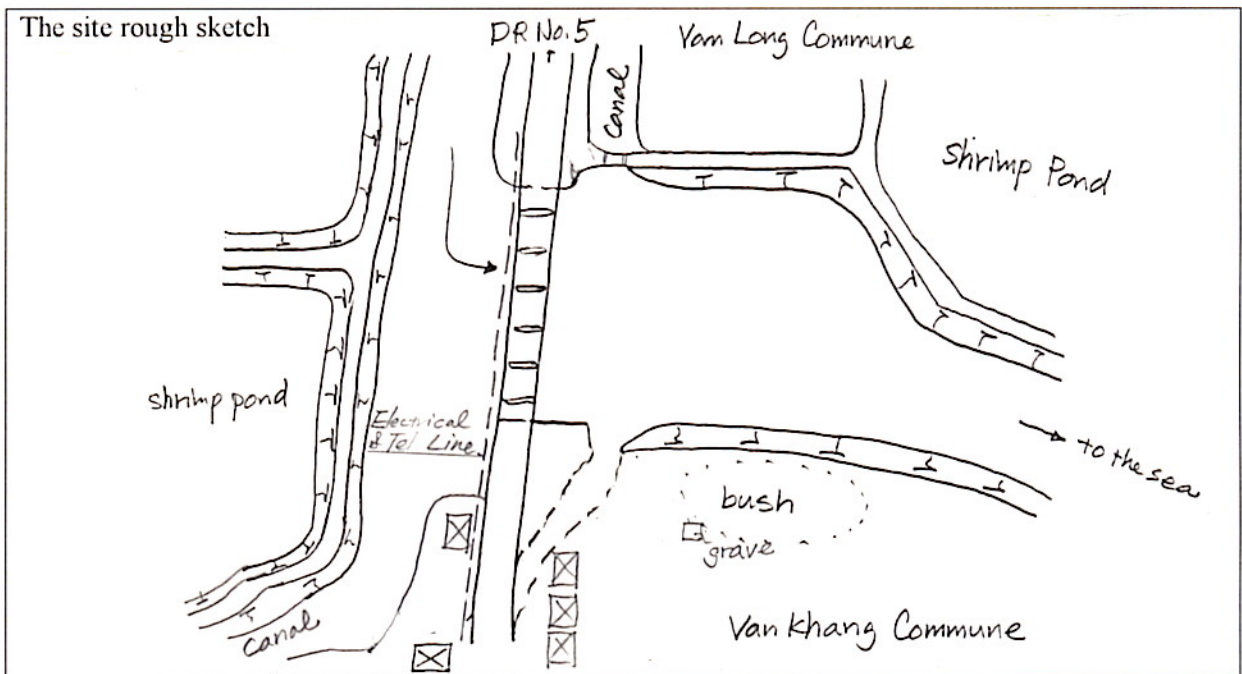 The site rough sketch
DR No. 5
Vam Long Commune
Canal
Shrimp Pond
shrimp pond
Electrical
& Tel Line
to the sea
bush
grave
canal
Van Khang Commune